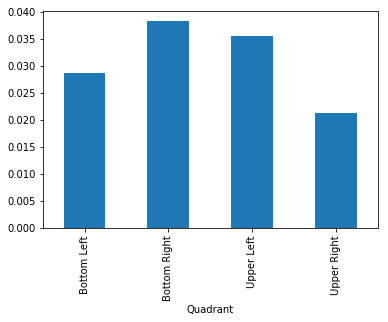 0.040
0.035
0.030
0.025
0.020
0.015
0.010
0.005
0.000
Bottom Left
Bottom Right
Upper Left
Upper Right
Quadrant